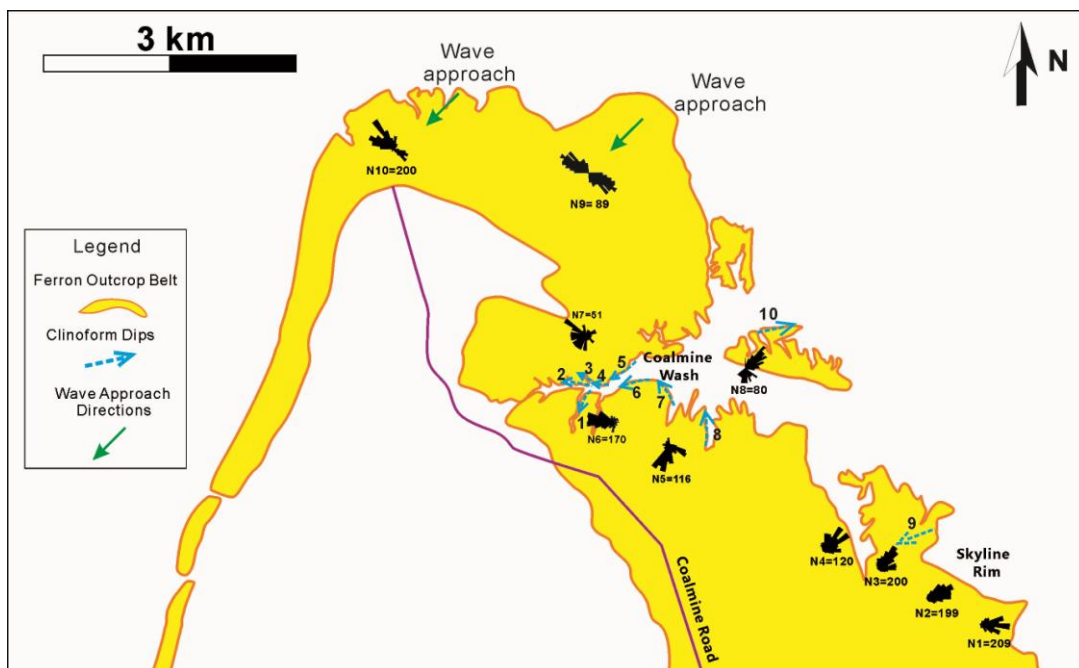 3 km
Wave
approach
Wave
approach
N
N10=200
N9= 89
Legend
Ferron Outcrop Belt
Clinoform Dips
Wave Approach
Directions
N7=51
10
Coalmine
Wash
N8=80
2
3
4
5
6
7
8
1
N6=170
N5=116
9
N4=120
N3=200
Skyline
Rim
N2=199
N1=209
Coalmine Road